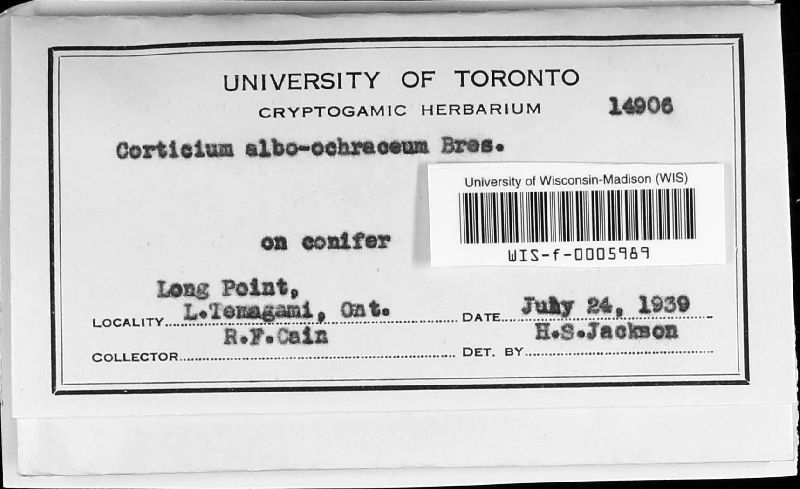 UNIVERSITY OF TORONTO
CRYPTOGAMIC HERBARIUM 14906
Corticium albo-ochraceum Bres.
University of Wisconsin-Madison (WIS)
WIS-f-0005989
on conifer
Long Point,
LOCALITY L.Temagami, Ont. DATE July 24, 1939
COLLECTOR R.F.Cain DET. BY H.S.Jackson